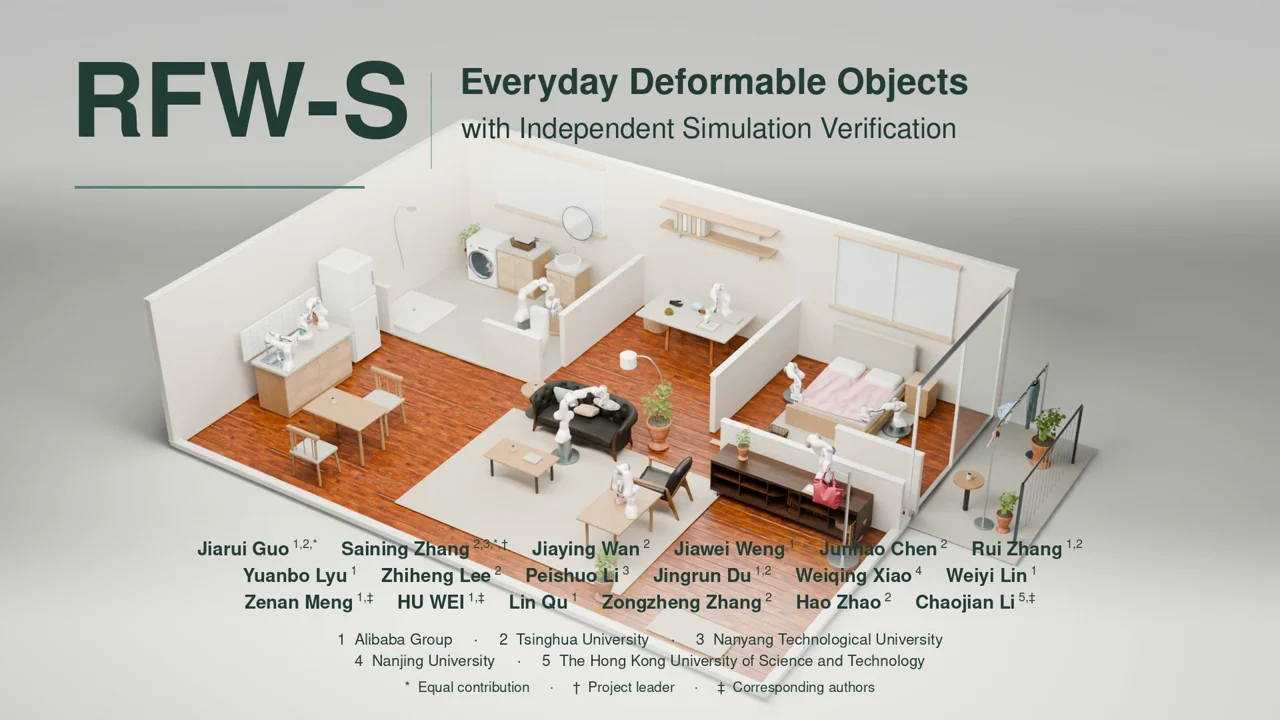 RFW-S
Everyday Deformable Objects
with Independent Simulation Verification
Jiarui Guo 1,2,* Saining Zhang 2,3,*,† Jiaying Wan 2 Jiawei Weng 1 Junhao Chen 2 Rui Zhang 1,2
Yuanbo Lyu 1 Zhiheng Lee 2 Peishuo Li 3 Jingrun Du 1,2 Weiqing Xiao 4 Weiyi Lin 1
Zenan Meng 1,‡ HU WEI 1,‡ Lin Qu 1 Zongzheng Zhang 2 Hao Zhao 2 Chaojian Li 5,‡
1 Alibaba Group · 2 Tsinghua University · 3 Nanyang Technological University
4 Nanjing University · 5 The Hong Kong University of Science and Technology
* Equal contribution · † Project leader · ‡ Corresponding authors